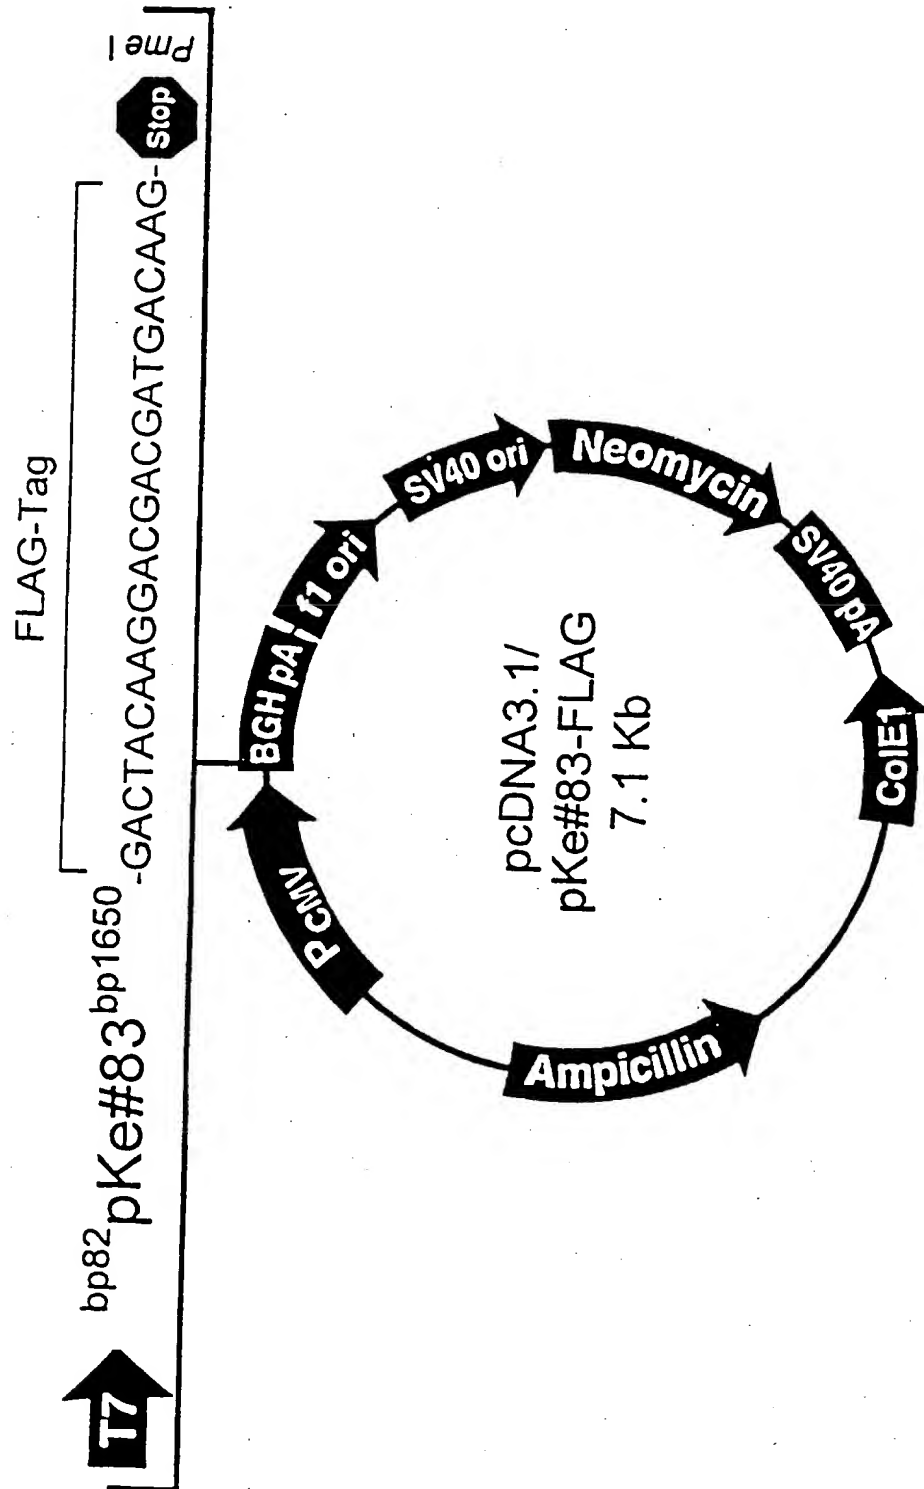 FLAG-Tag
T7 bp82pKe#83bp1650-GACTACAAGGACGACGATGACAAG-Stop Pme I
P CMV
BGH pA
f1 ori
SV40 ori
Neomycin
SV40 pA
ColE1
Ampicillin
pcDNA3.1/
pKe#83-FLAG
7.1 Kb